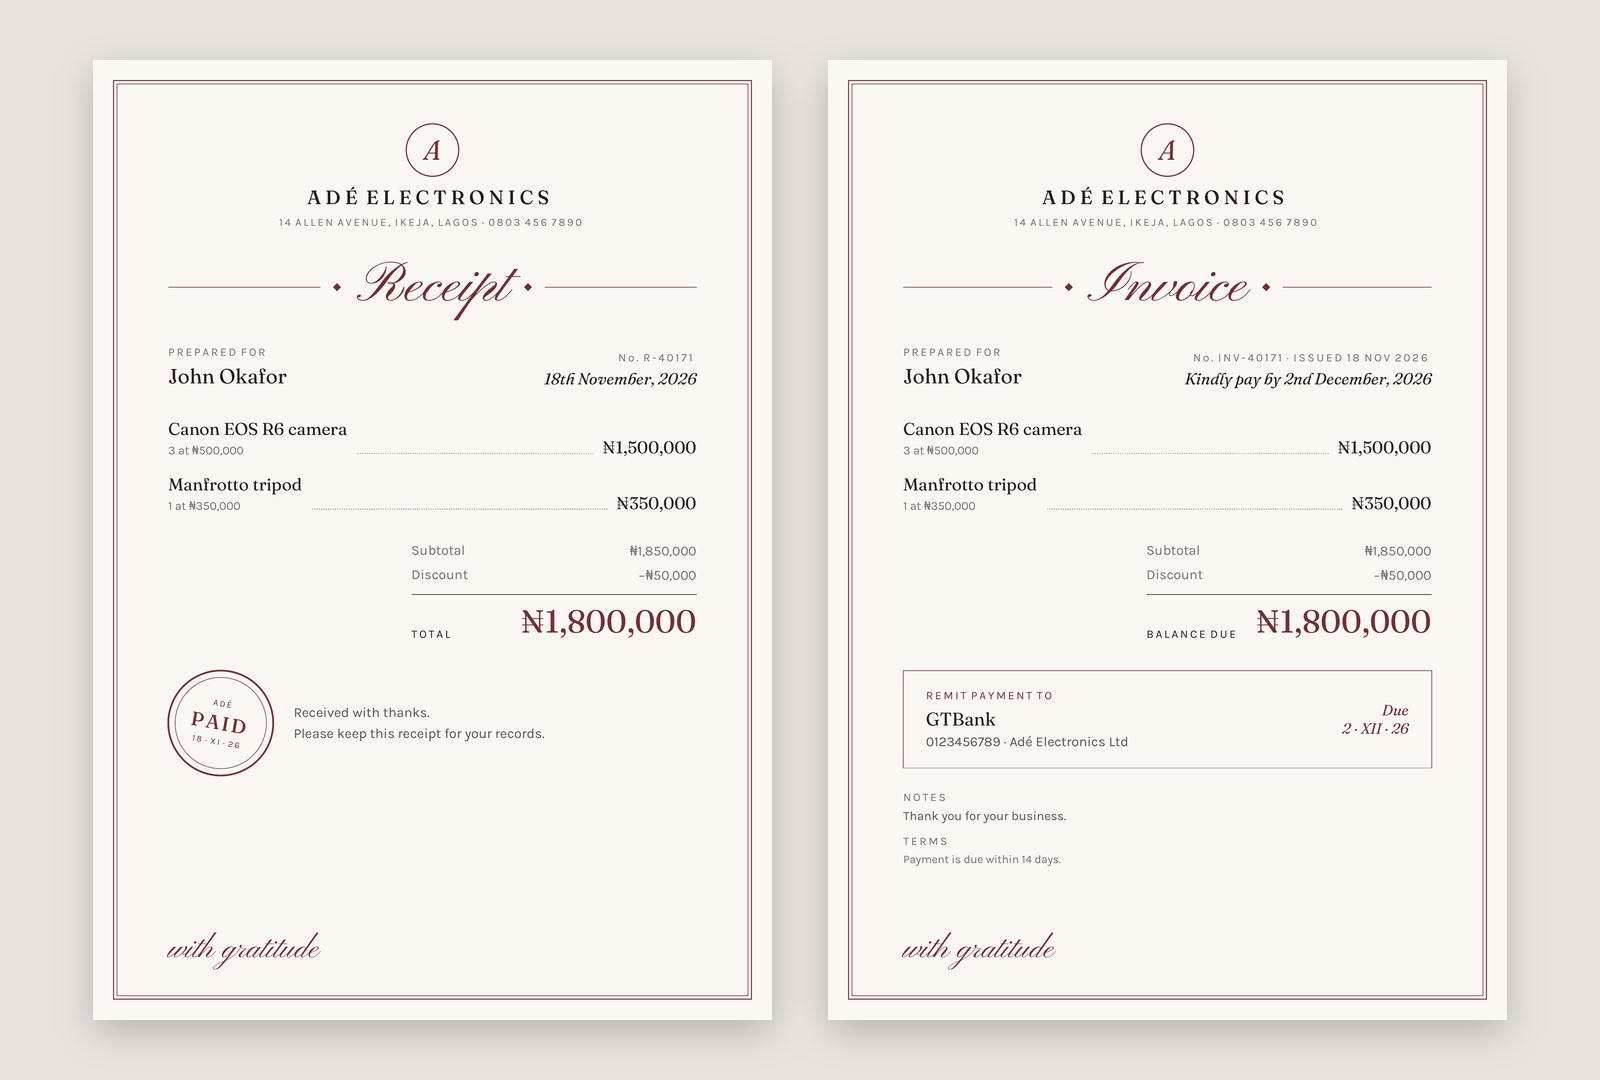 A
ADÉ ELECTRONICS
14 ALLEN AVENUE, IKEJA, LAGOS · 0803 456 7890
Receipt
PREPARED FOR
John Okafor
No. R-40171
18th November, 2026
Canon EOS R6 camera
3 at ₦500,000
₦1,500,000
Manfrotto tripod
1 at ₦350,000
₦350,000
Subtotal ₦1,850,000
Discount –₦50,000
TOTAL ₦1,800,000
ADÉ
PAID
18 · XI · 26
Received with thanks.
Please keep this receipt for your records.
with gratitude
A
ADÉ ELECTRONICS
14 ALLEN AVENUE, IKEJA, LAGOS · 0803 456 7890
Invoice
PREPARED FOR
John Okafor
No. INV-40171 · ISSUED 18 NOV 2026
Kindly pay by 2nd December, 2026
Canon EOS R6 camera
3 at ₦500,000
₦1,500,000
Manfrotto tripod
1 at ₦350,000
₦350,000
Subtotal ₦1,850,000
Discount –₦50,000
BALANCE DUE ₦1,800,000
REMIT PAYMENT TO
GTBank
0123456789 · Adé Electronics Ltd
Due
2 · XII · 26
NOTES
Thank you for your business.
TERMS
Payment is due within 14 days.
with gratitude